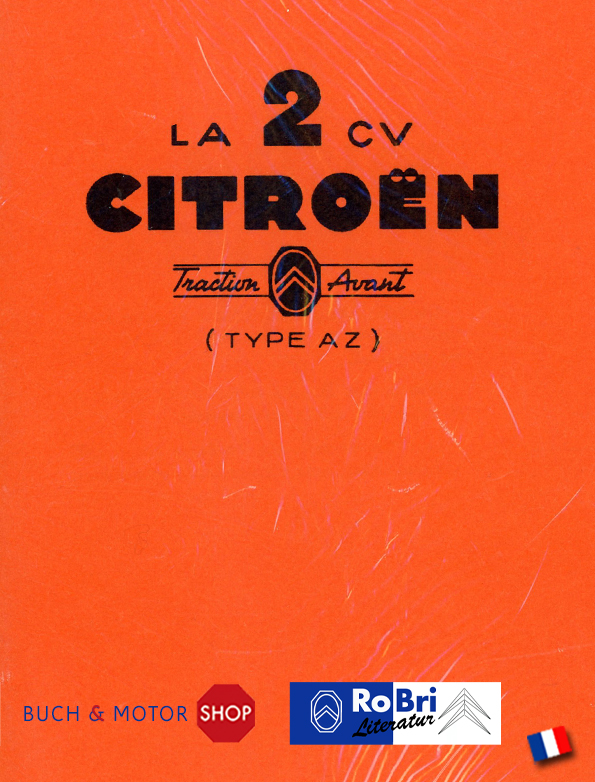 LA 2 CV
CITROËN
Traction Avant
(TYPE AZ)
BUCH & MOTOR SHOP
RoBri
Literatur